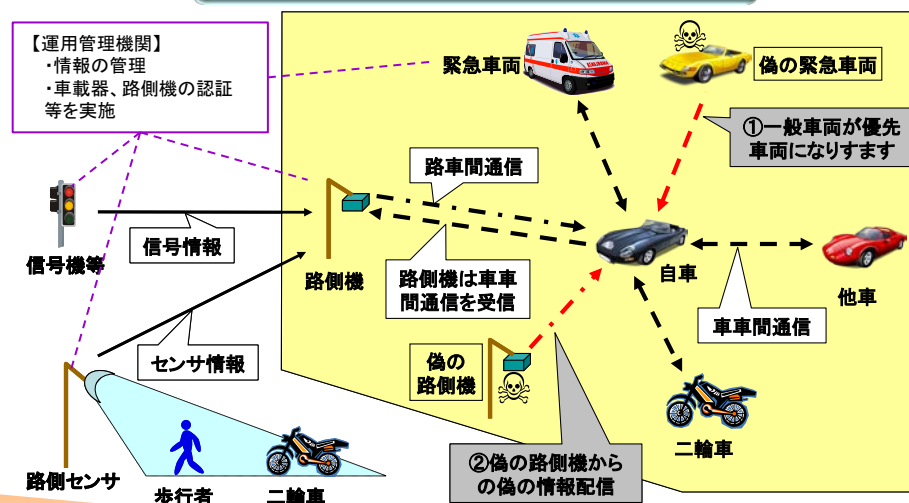 【運用管理機関】
・情報の管理
・車載器、路側機の認証
等を実施
緊急車両
偽の緊急車両
①一般車両が優先
車両になりすます
路車間通信
信号情報
信号機等
路側機
路側機は車車
間通信を受信
自車
他車
車車間通信
センサ情報
偽の
路側機
二輪車
②偽の路側機から
の偽の情報配信
路側センサ
歩行者
二輪車